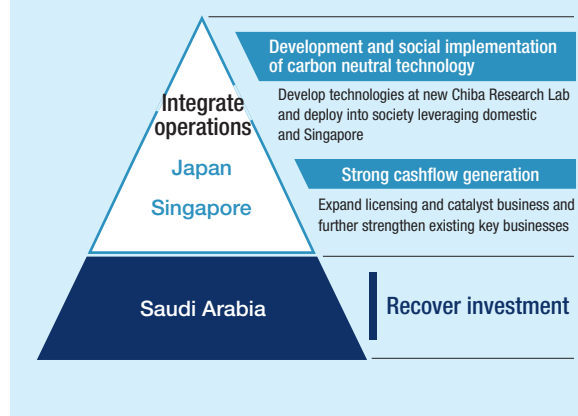 Development and social implementation
of carbon neutral technology
Integrate
operations
Japan
Singapore
Develop technologies at new Chiba Research Lab
and deploy into society leveraging domestic
and Singapore
Strong cashflow generation
Expand licensing and catalyst business and
further strengthen existing key businesses
Saudi Arabia
Recover investment